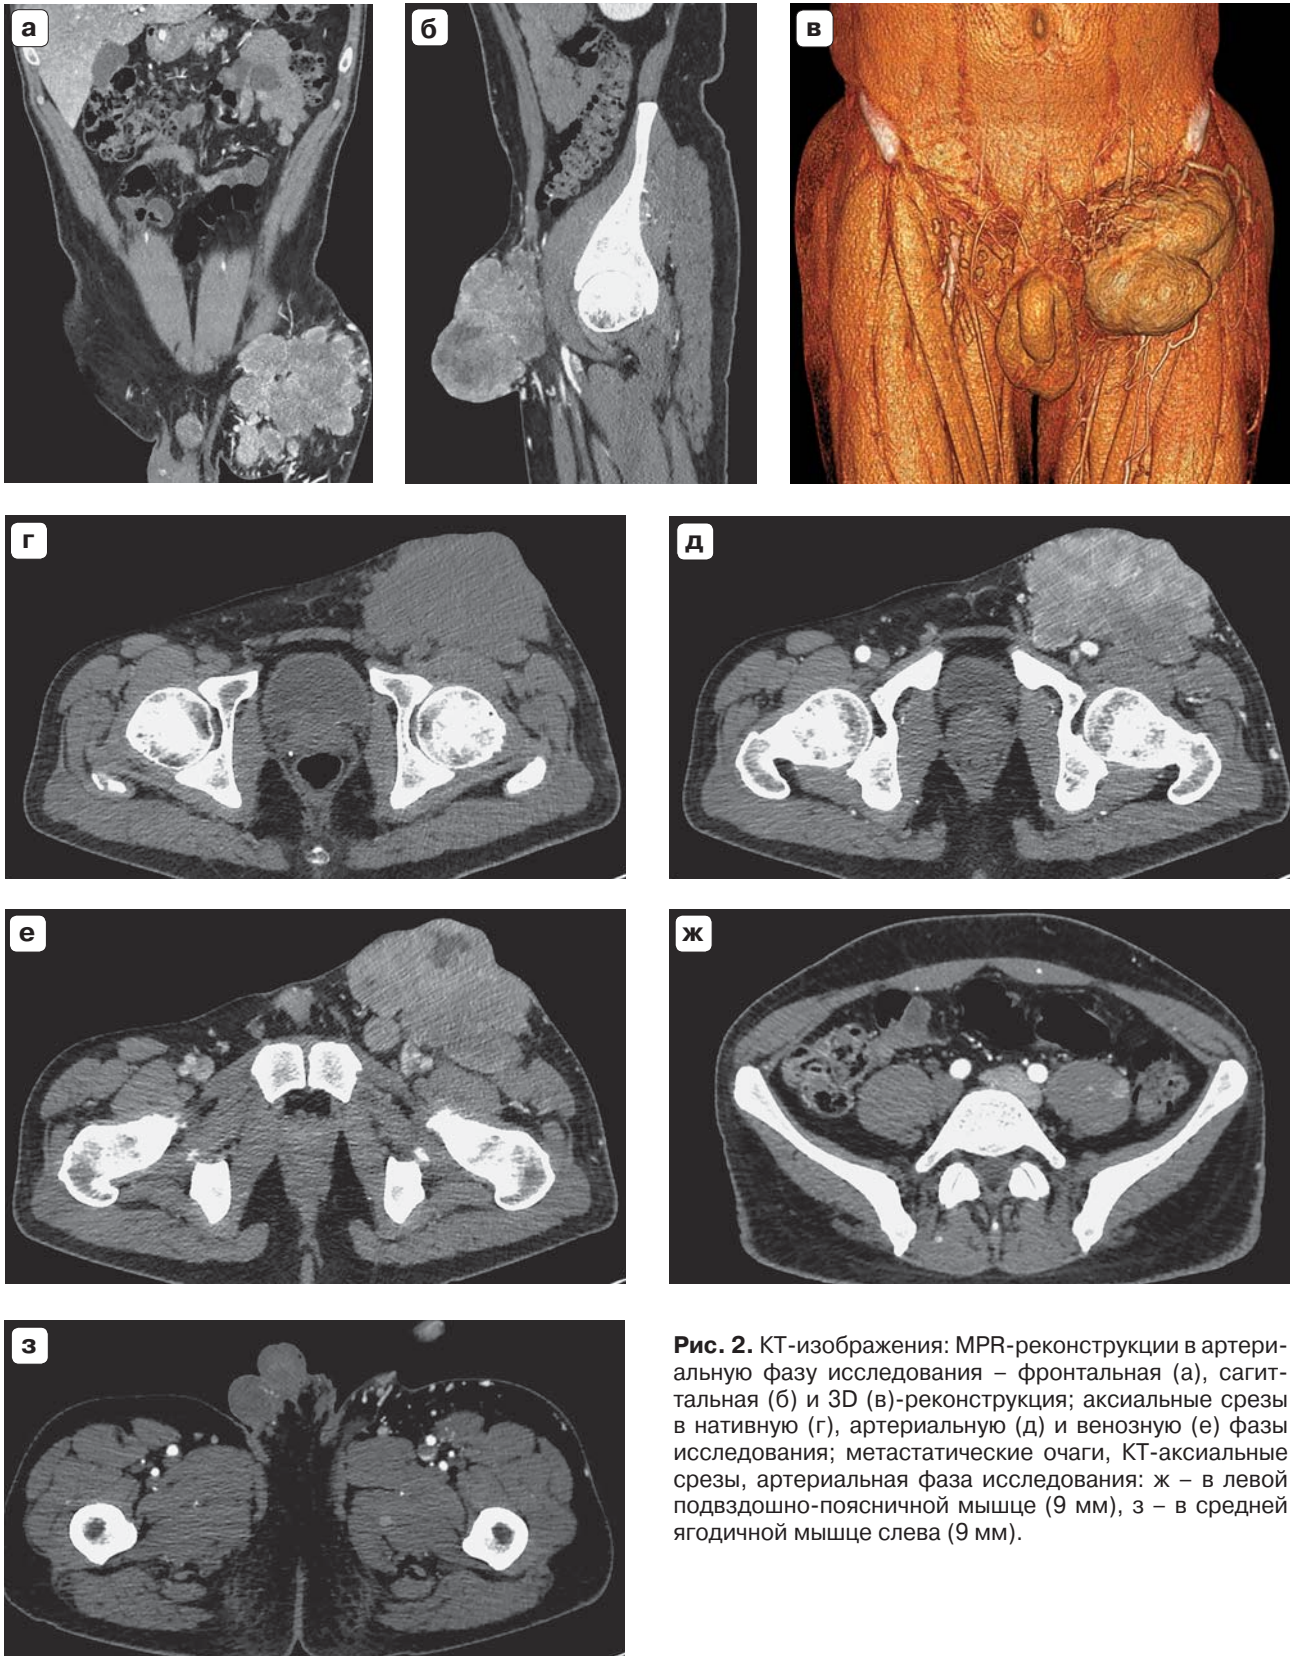 а
б
в
г
д
е
ж
з
Рис. 2. КТ-изображения: MPR-реконструкции в артери-
альную фазу исследования – фронтальная (а), сагит-
тальная (б) и 3D (в)-реконструкция; аксиальные срезы
в нативную (г), артериальную (д) и венозную (е) фазы
исследования; метастатические очаги, КТ-аксиальные
срезы, артериальная фаза исследования: ж – в левой
подвздошно-поясничной мышце (9 мм), з – в средней
ягодичной мышце слева (9 мм).